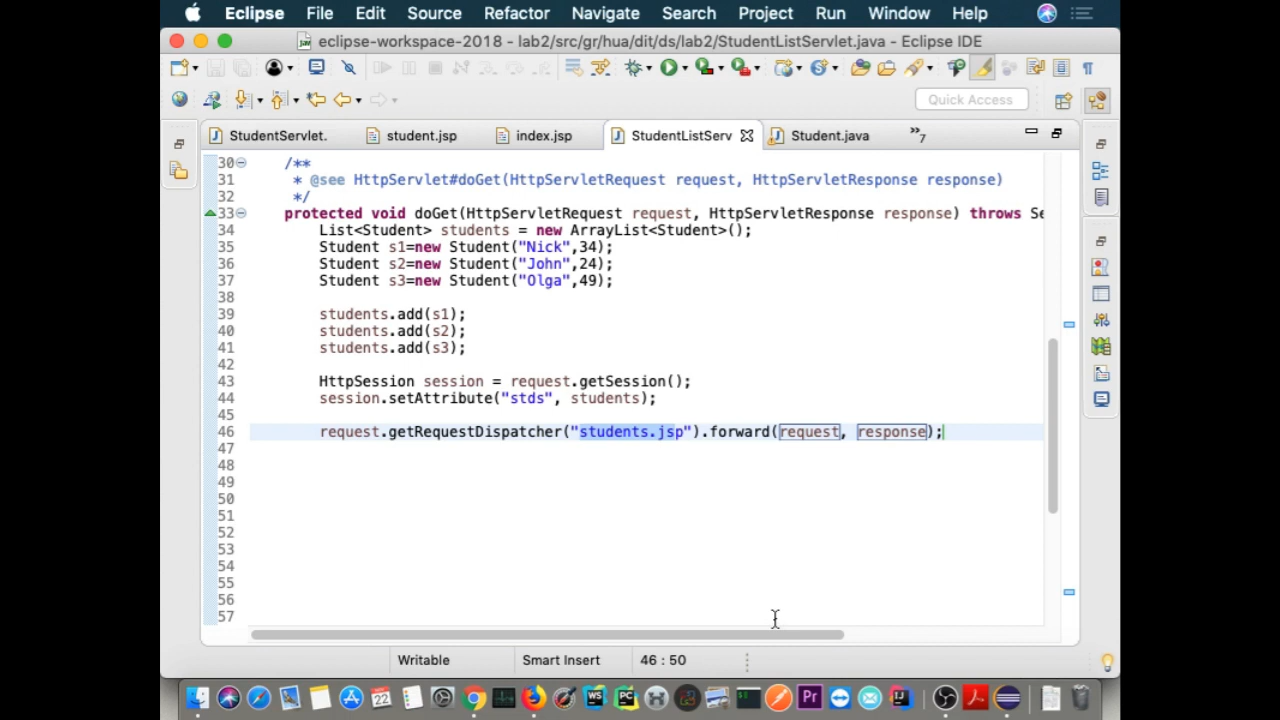 Eclipse File Edit Source Refactor Navigate Search Project Run Window Help
eclipse-workspace-2018 - lab2/src/gr/hua/dit/ds/lab2/StudentListServlet.java - Eclipse IDE
Quick Access
StudentServlet. student.jsp index.jsp StudentListServ Student.java »7
30 /**
31 * @see HttpServlet#doGet(HttpServletRequest request, HttpServletResponse response)
32 */
33 protected void doGet(HttpServletRequest request, HttpServletResponse response) throws Se
34 List<Student> students = new ArrayList<Student>();
35 Student s1=new Student("Nick",34);
36 Student s2=new Student("John",24);
37 Student s3=new Student("Olga",49);
38
39 students.add(s1);
40 students.add(s2);
41 students.add(s3);
42
43 HttpSession session = request.getSession();
44 session.setAttribute("stds", students);
45
46 request.getRequestDispatcher("students.jsp").forward(request, response);
47
48
49
50
51
52
53
54
55
56
57
Writable Smart Insert 46 : 50
22 WS PC Pr